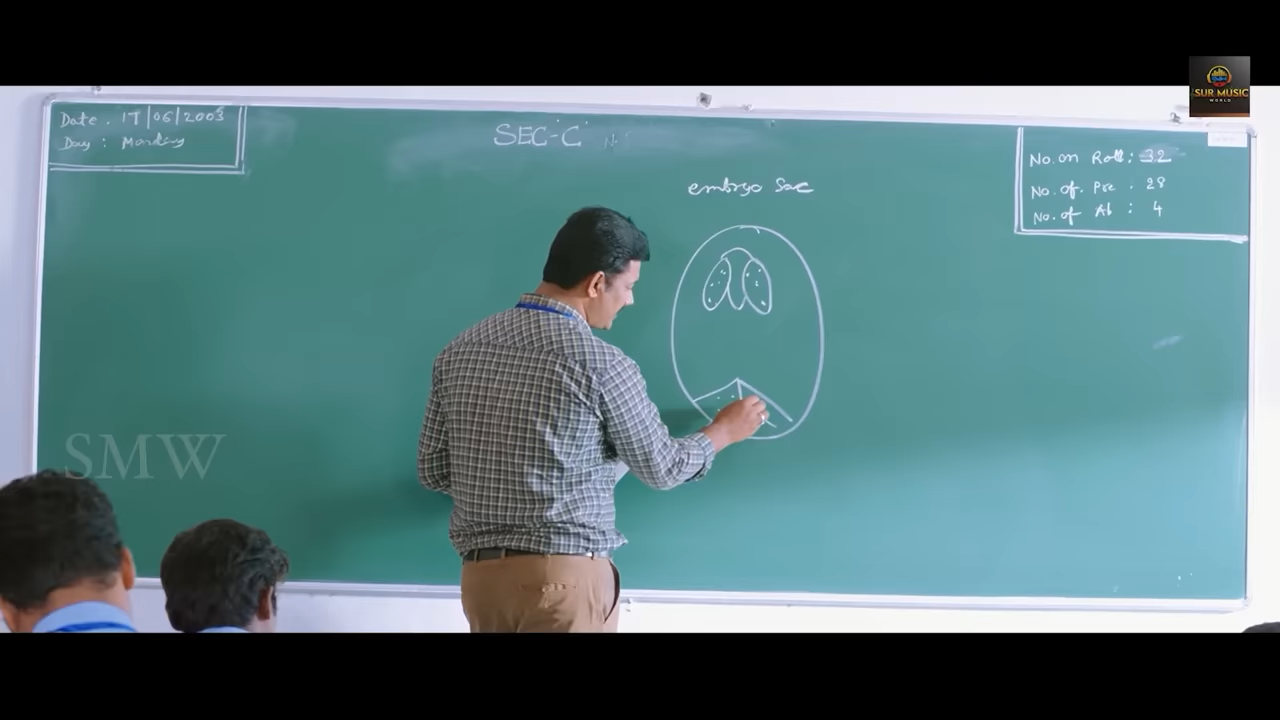 Date. 17|06/2003
Day: Monday
SEC-C
embryo Sac
No. on Roll: 32
No. of. Pre. 28
No. of Ab: 4
SMW
SUR MUSIC
WORLD